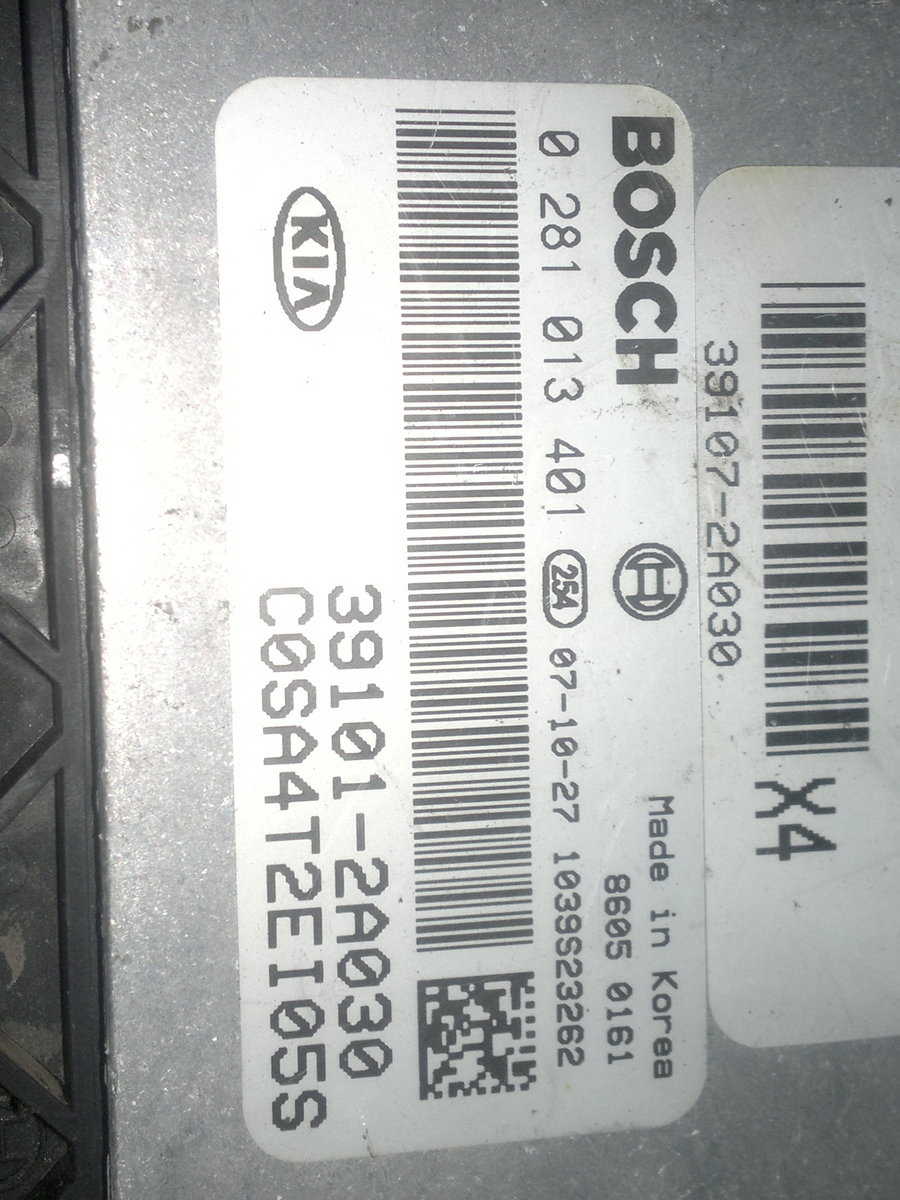 39107-2A030
X4
BOSCH
Made in Korea
8605 0161
0 281 013 401 254 07-10-27 1039S23262
39101-2A030
C0SA4T2EI05S
KIA